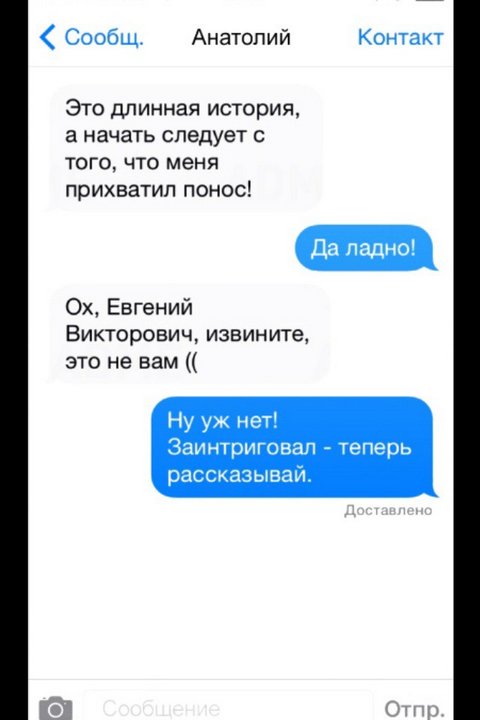 Сообщ. Анатолий Контакт
Это длинная история,
а начать следует с
того, что меня
прихватил понос!
Да ладно!
Ох, Евгений
Викторович, извините,
это не вам ((
Ну уж нет!
Заинтриговал - теперь
рассказывай.
Доставлено
Сообщение Отпр.